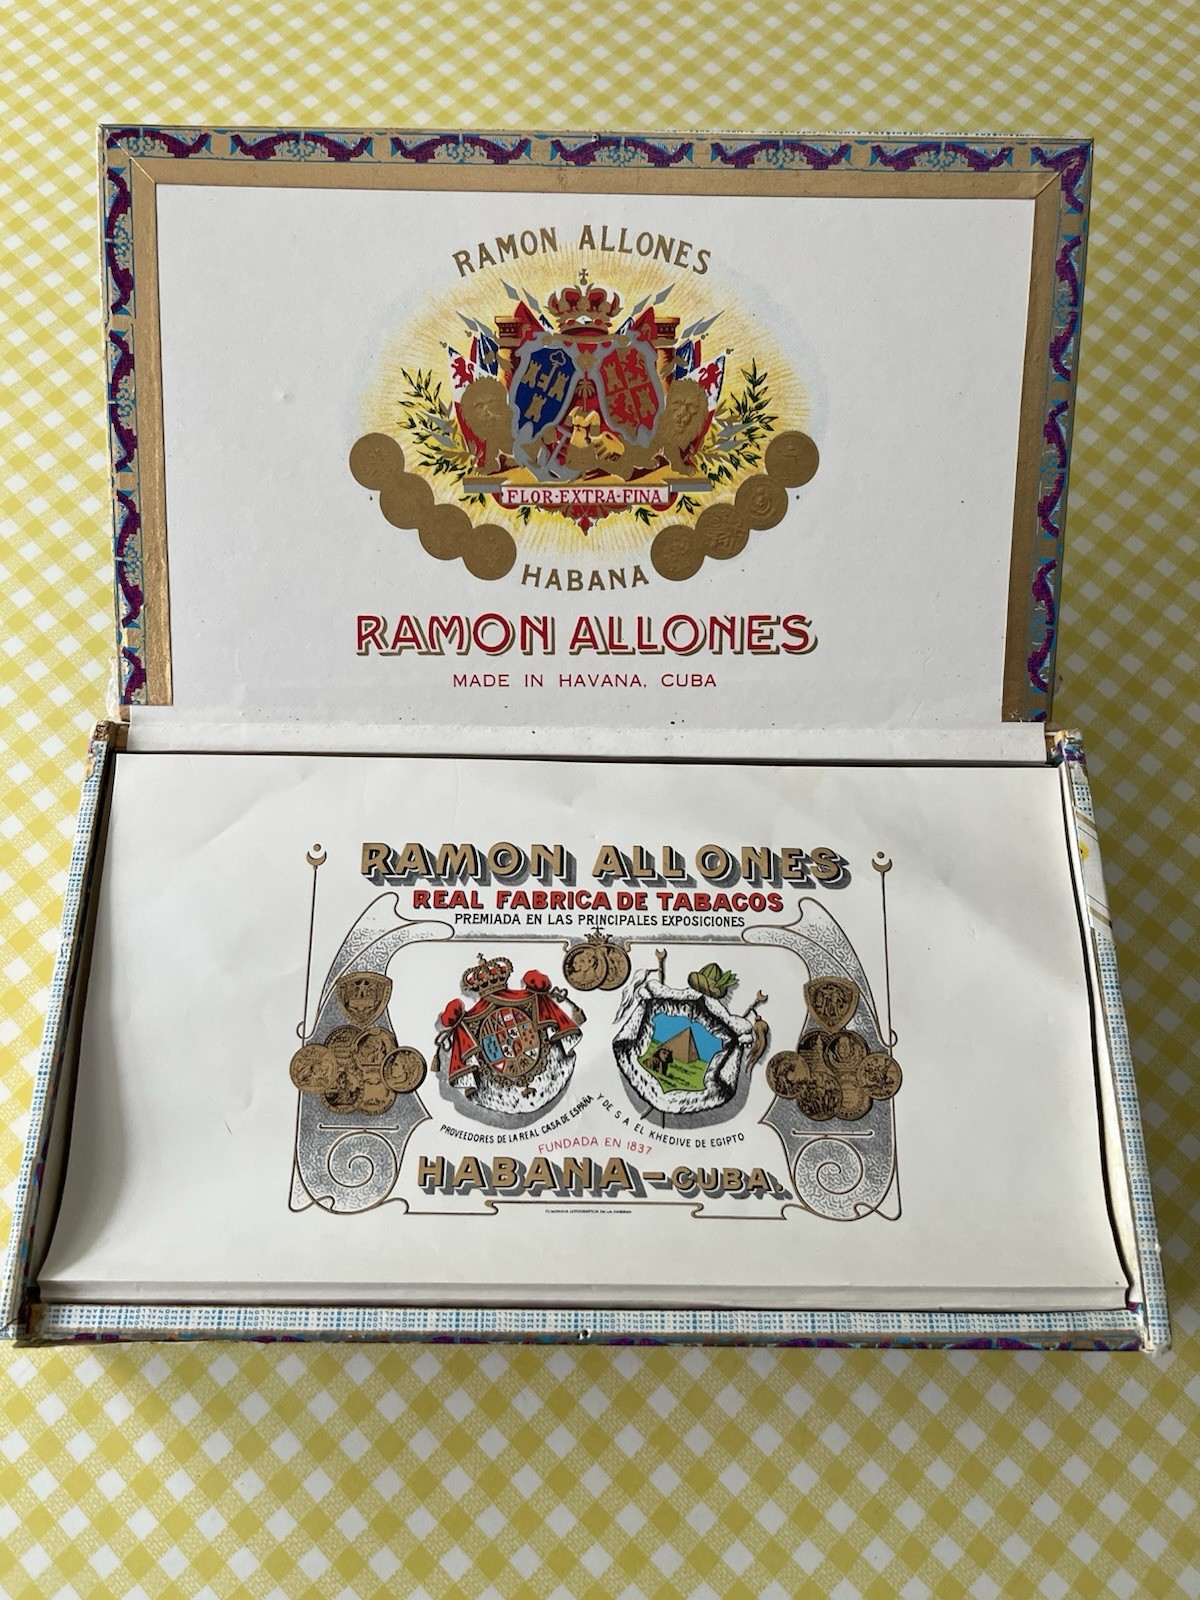 RAMON ALLONES
FLOR-EXTRA-FINA
HABANA
RAMON ALLONES
MADE IN HAVANA, CUBA
RAMON ALLONES
REAL FABRICA DE TABACOS
PREMIADA EN LAS PRINCIPALES EXPOSICIONES
PROVEEDORES DE LA REAL CASA DE ESPAÑA Y DE S A EL KHEDIVE DE EGIPTO
FUNDADA EN 1837
HABANA-CUBA.